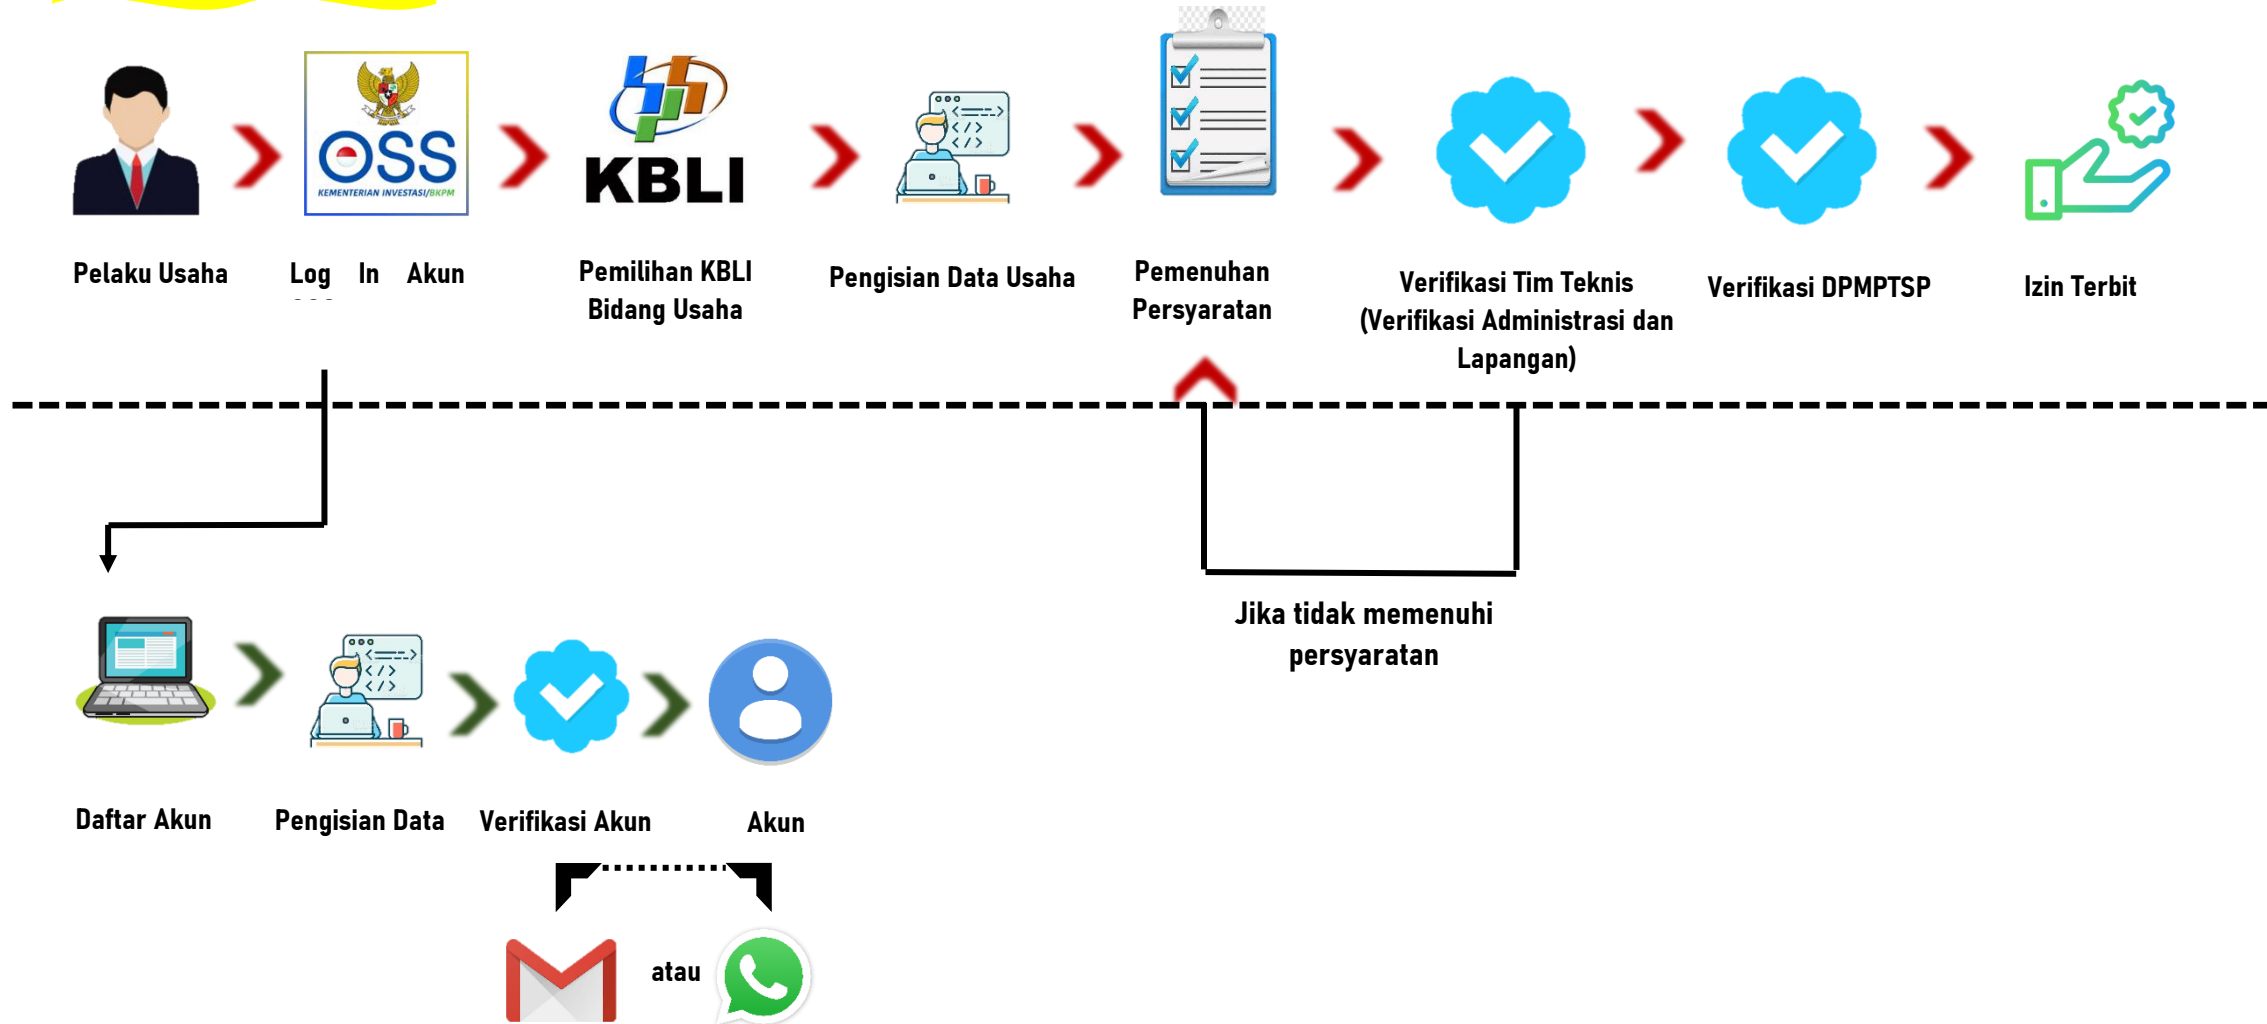 OSS
KEMENTERIAN INVESTASI/BKPM
KBLI
Pelaku Usaha
Log In Akun
Pemilihan KBLI
Bidang Usaha
Pengisian Data Usaha
Pemenuhan
Persyaratan
Verifikasi Tim Teknis
(Verifikasi Administrasi dan
Lapangan)
Verifikasi DPMPTSP
Izin Terbit
Jika tidak memenuhi
persyaratan
Daftar Akun
Pengisian Data
Verifikasi Akun
Akun
atau